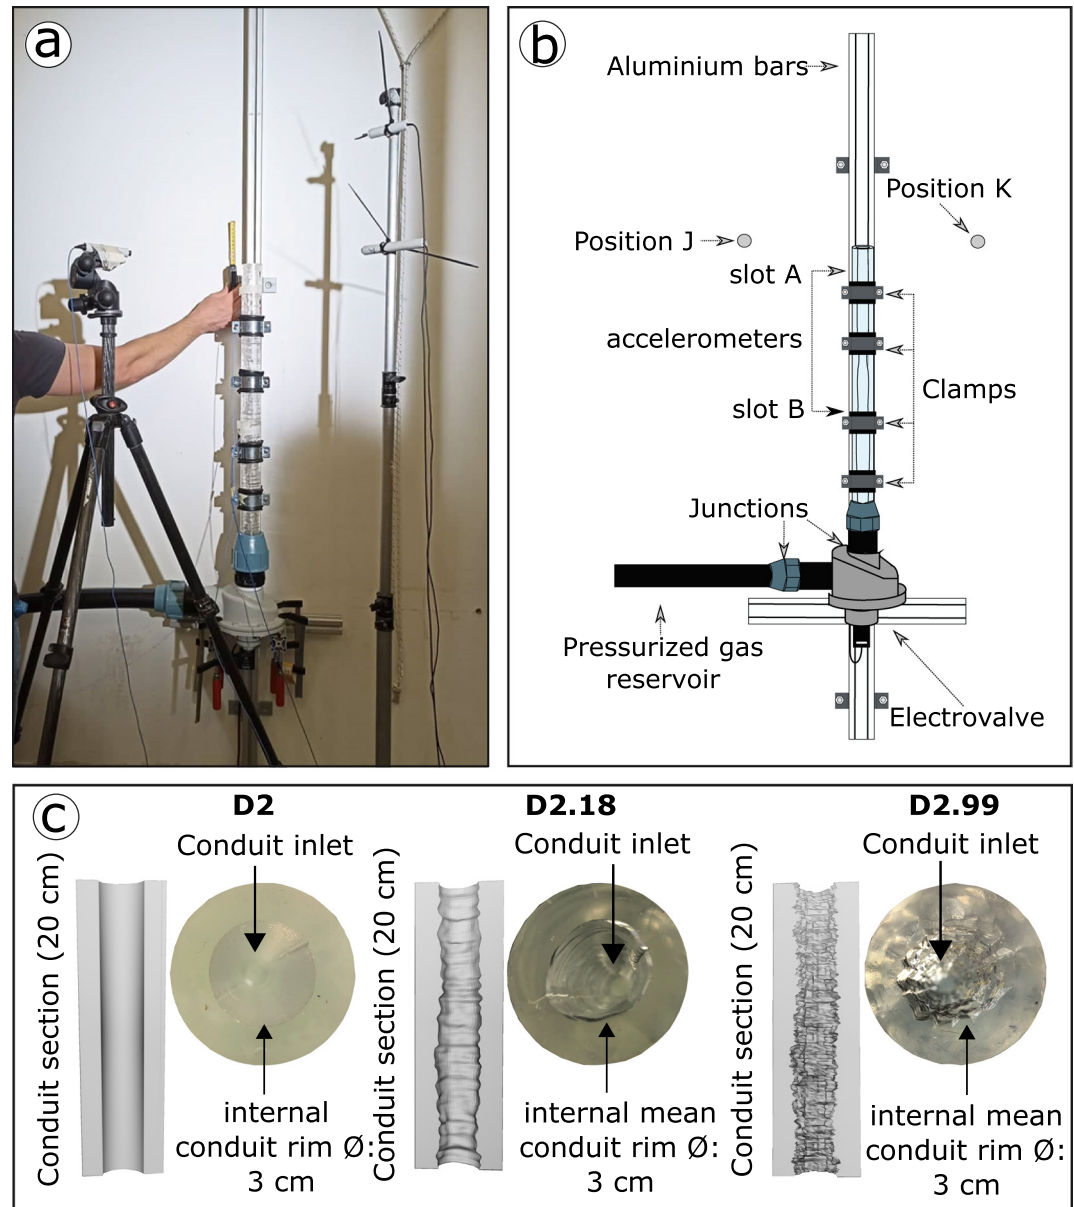 a
b
Aluminium bars
Position K
Position J
slot A
accelerometers
Clamps
slot B
Junctions
Pressurized gas
reservoir
Electrovalve
c
D2
Conduit inlet
Conduit section (20 cm)
internal
conduit rim Ø:
3 cm
D2.18
Conduit inlet
Conduit section (20 cm)
internal mean
conduit rim Ø:
3 cm
D2.99
Conduit inlet
Conduit section (20 cm)
internal mean
conduit rim Ø:
3 cm